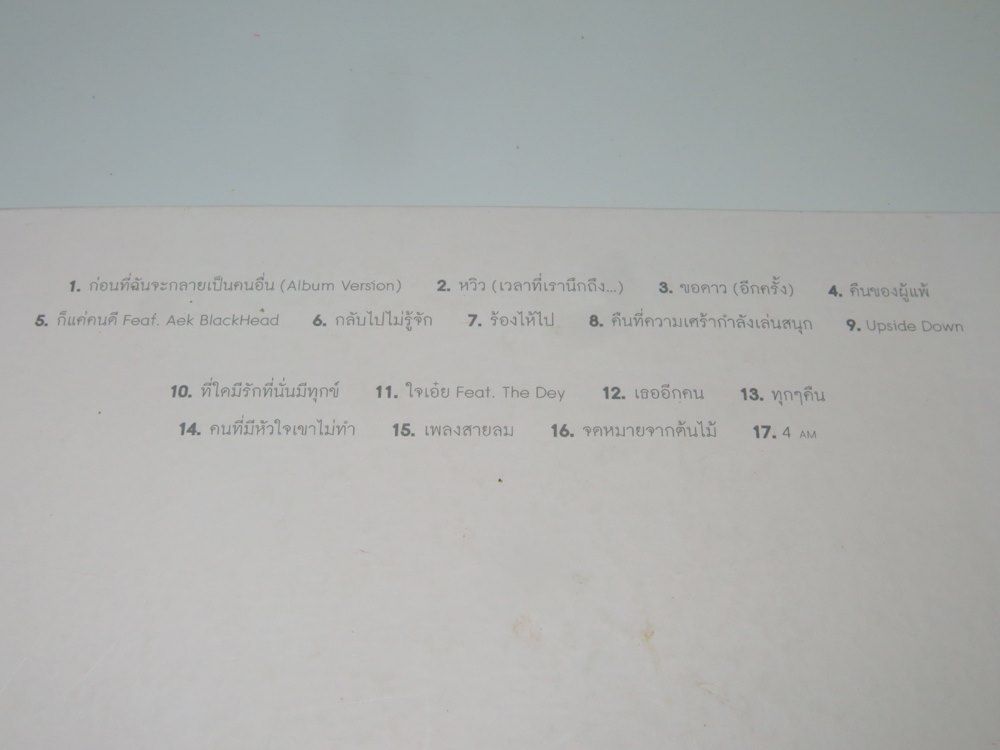 1. ก่อนที่ฉันจะกลายเป็นคนอื่น (Album Version) 2. หวิว (เวลาที่เรานึกถึง...) 3. ขอดาว (อีกครั้ง) 4. คืนของผู้แพ้
5. ก็แค่คนดี Feat. Aek BlackHead 6. กลับไปไม่รู้จัก 7. ร้องไห้ไป 8. คืนที่ความเศร้ากำลังเล่นสนุก 9. Upside Down
10. ที่ใดมีรักที่นั่นมีทุกข์ 11. ใจเอ๋ย Feat. The Dey 12. เธออีกคน 13. ทุกๆคืน
14. คนที่มีหัวใจเขาไม่ทำ 15. เพลงสายลม 16. จดหมายจากต้นไม้ 17. 4 AM